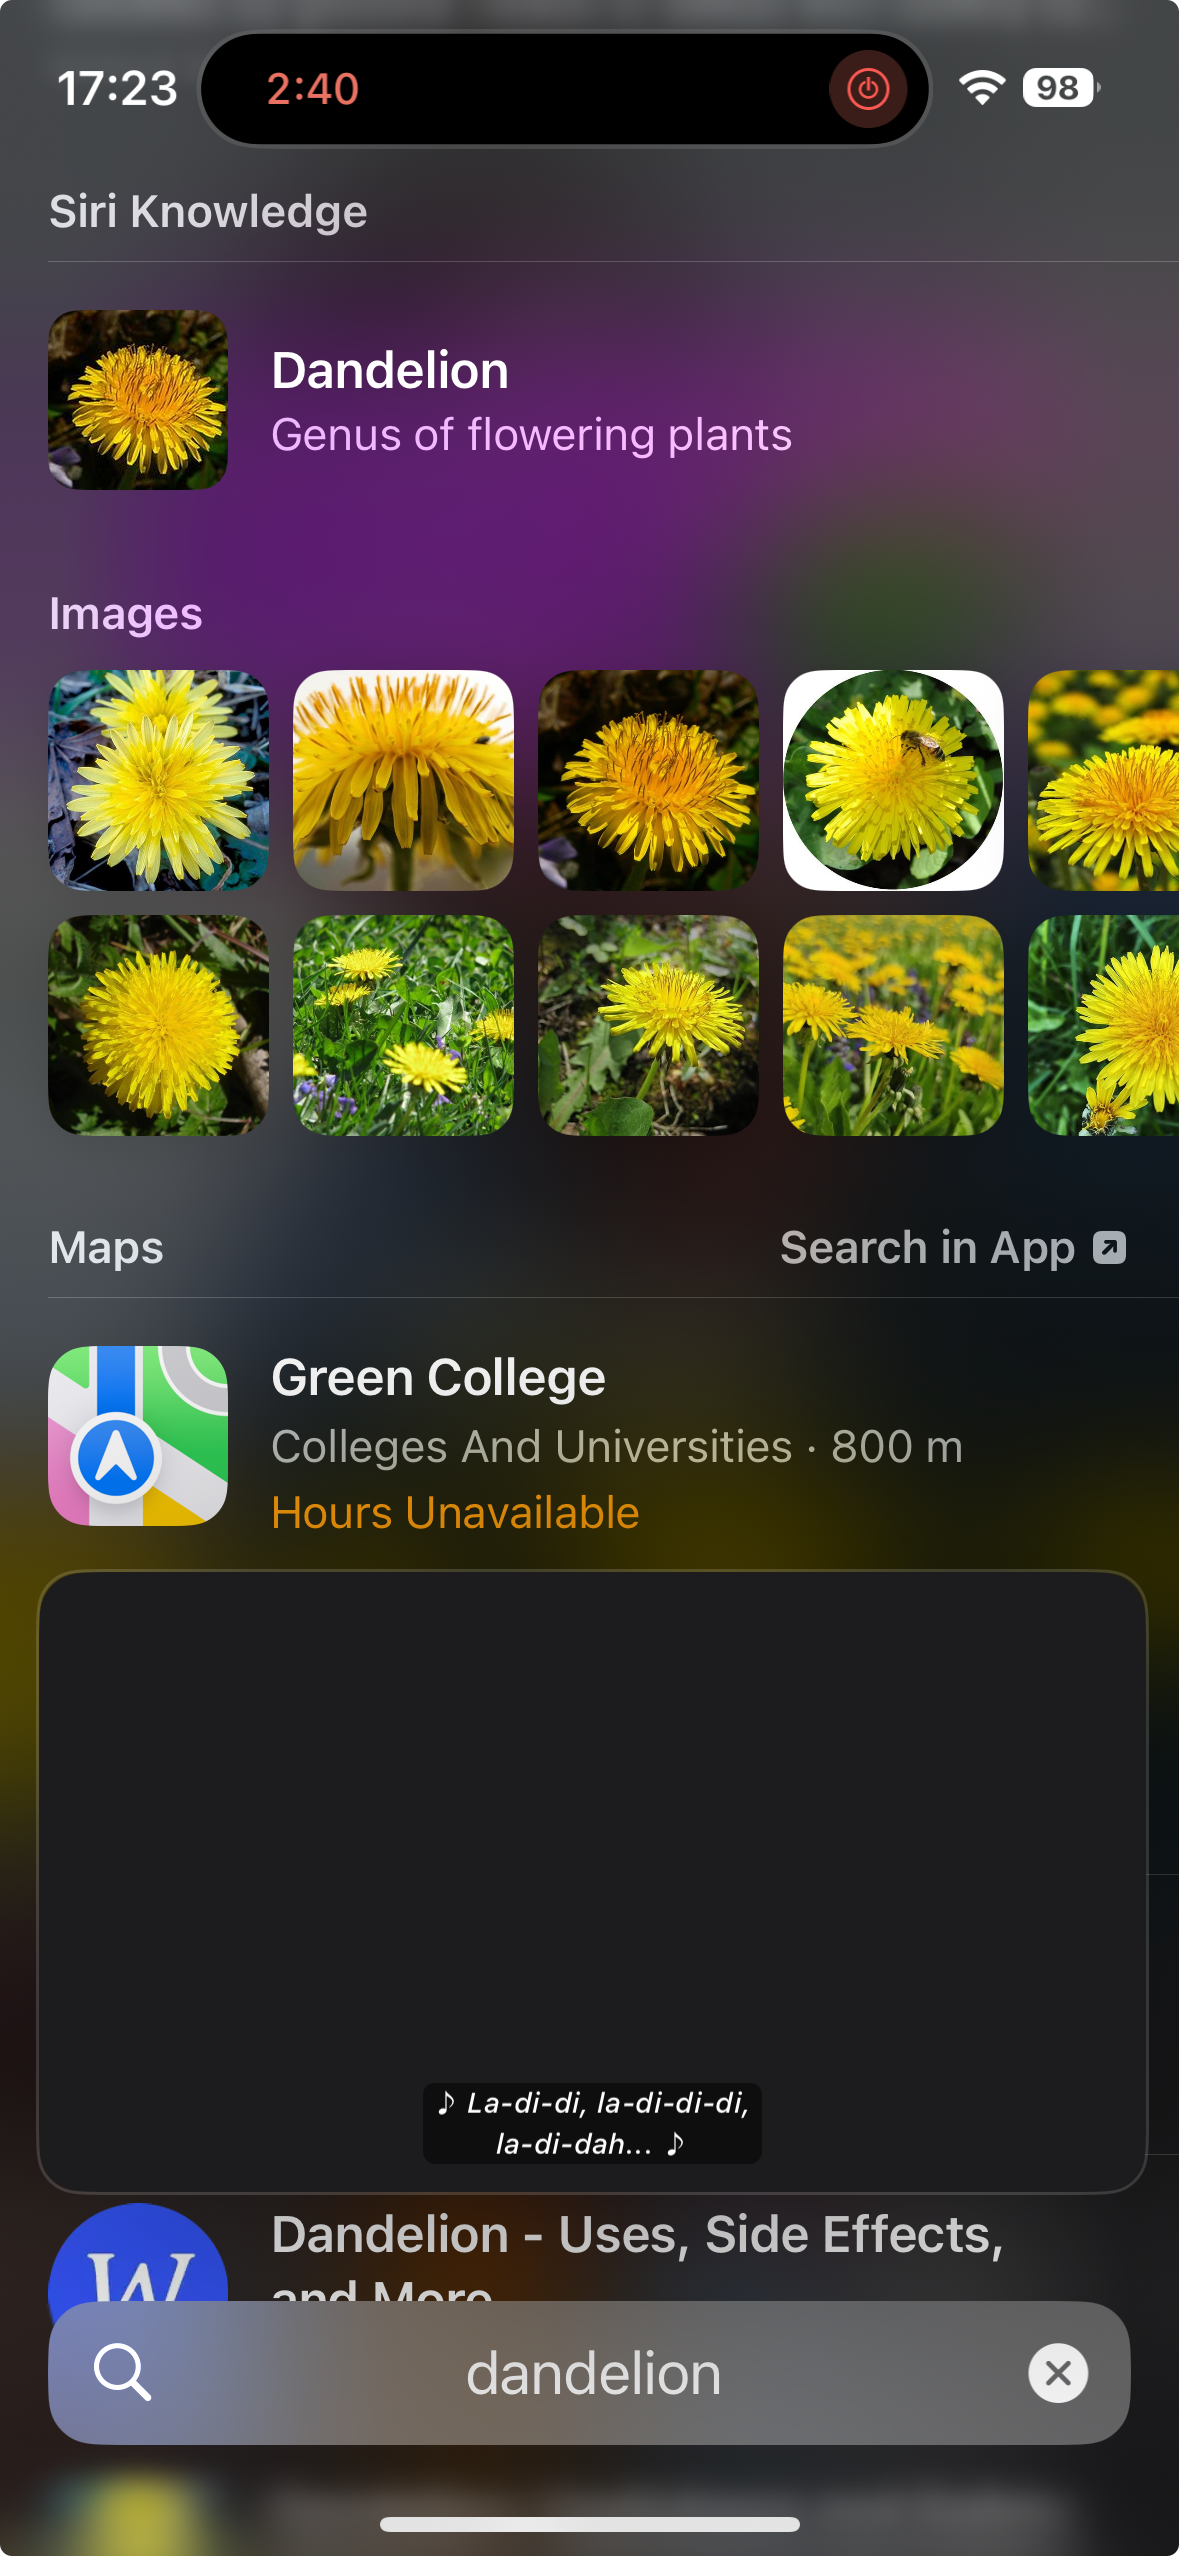 17:23
2:40
98
Siri Knowledge
Dandelion
Genus of flowering plants
Images
Maps
Search in App
Green College
Colleges And Universities · 800 m
Hours Unavailable
♪ La-di-di, la-di-di-di,
la-di-dah... ♪
W
Dandelion - Uses, Side Effects,
and More
dandelion